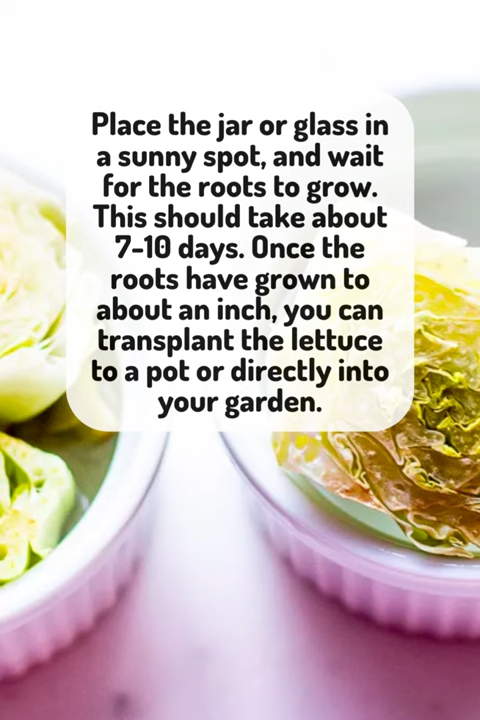 Place the jar or glass in
a sunny spot, and wait
for the roots to grow.
This should take about
7-10 days. Once the
roots have grown to
about an inch, you can
transplant the lettuce
to a pot or directly into
your garden.